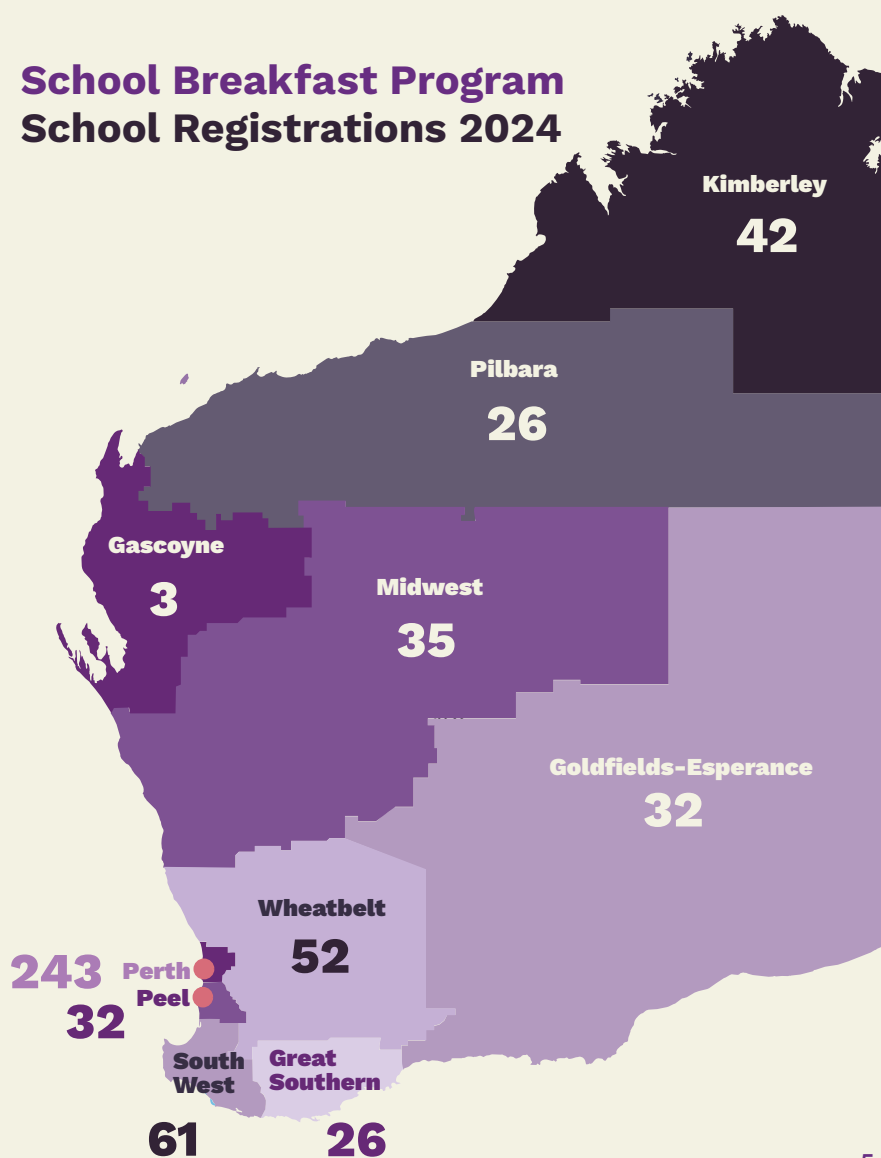 School Breakfast Program
School Registrations 2024
Kimberley
42
Pilbara
26
Gascoyne
3
Midwest
35
Goldfields-Esperance
32
Wheatbelt
52
243 Perth
Peel
32
South
West
61
Great
Southern
26